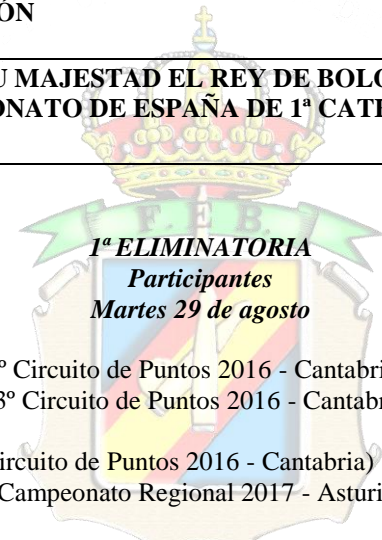 ÓN
U MAJESTAD EL REY DE BOLO
ONATO DE ESPAÑA DE 1ª CATE
F. E. B.
1ª ELIMINATORIA
Participantes
Martes 29 de agosto
º Circuito de Puntos 2016 - Cantabri
3º Circuito de Puntos 2016 - Cantabr
ircuito de Puntos 2016 - Cantabria)
Campeonato Regional 2017 - Asturi